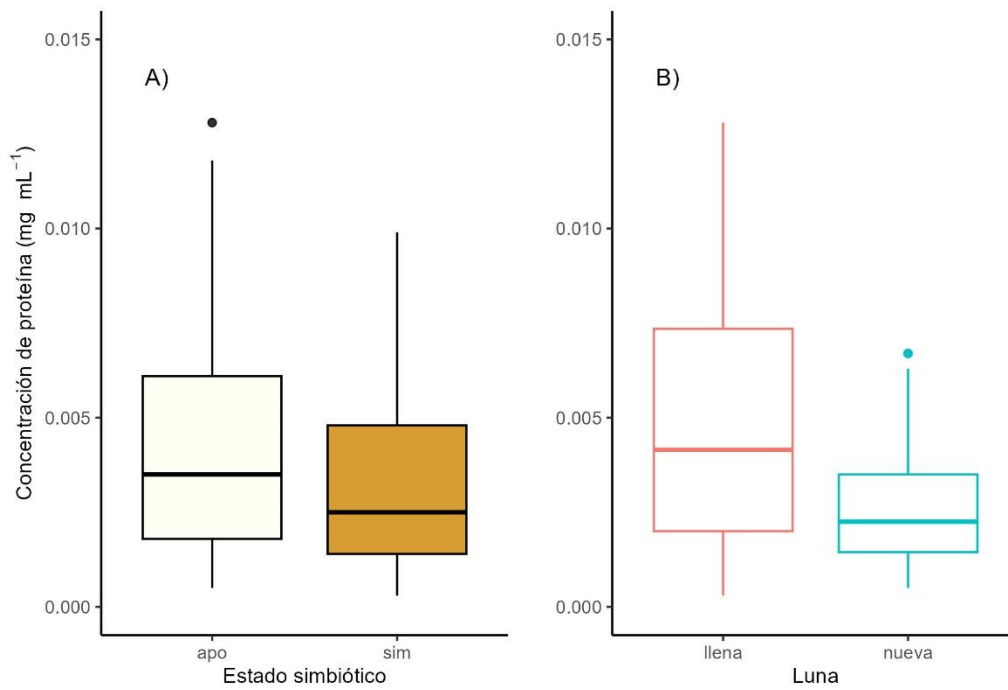 A)
Concentración de proteína (mg mL⁻¹)
0.015
0.010
0.005
0.000
apo sim
Estado simbiótico
B)
0.015
0.010
0.005
0.000
llena nueva
Luna